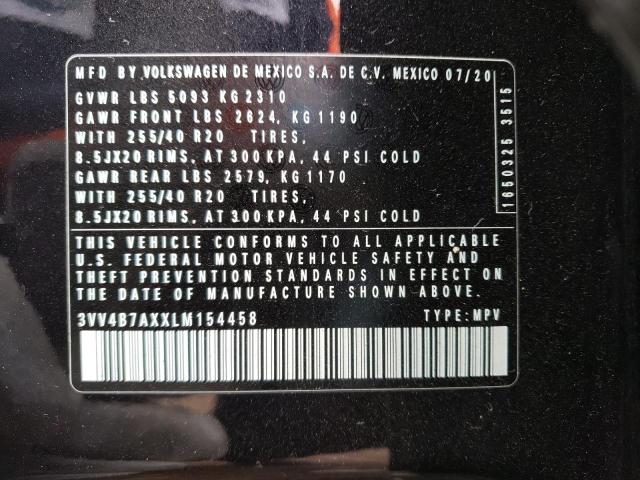 MFD BY VOLKSWAGEN DE MEXICO S.A. DE C.V. MEXICO 07/20
GVWR LBS 5093 KG 2310
GAWR FRONT LBS 2624, KG 1190
WITH 255/40 R20 TIRES,
8.5JX20 RIMS, AT 300 KPA, 44 PSI COLD
GAWR REAR LBS 2579, KG 1170
WITH 255/40 R20 TIRES,
8.5JX20 RIMS, AT 300 KPA, 44 PSI COLD
1650325 3515
THIS VEHICLE CONFORMS TO ALL APPLICABLE
U.S. FEDERAL MOTOR VEHICLE SAFETY AND
THEFT PREVENTION STANDARDS IN EFFECT ON
THE DATE OF MANUFACTURE SHOWN ABOVE.
3VV4B7AXXLM154458 TYPE: MPV